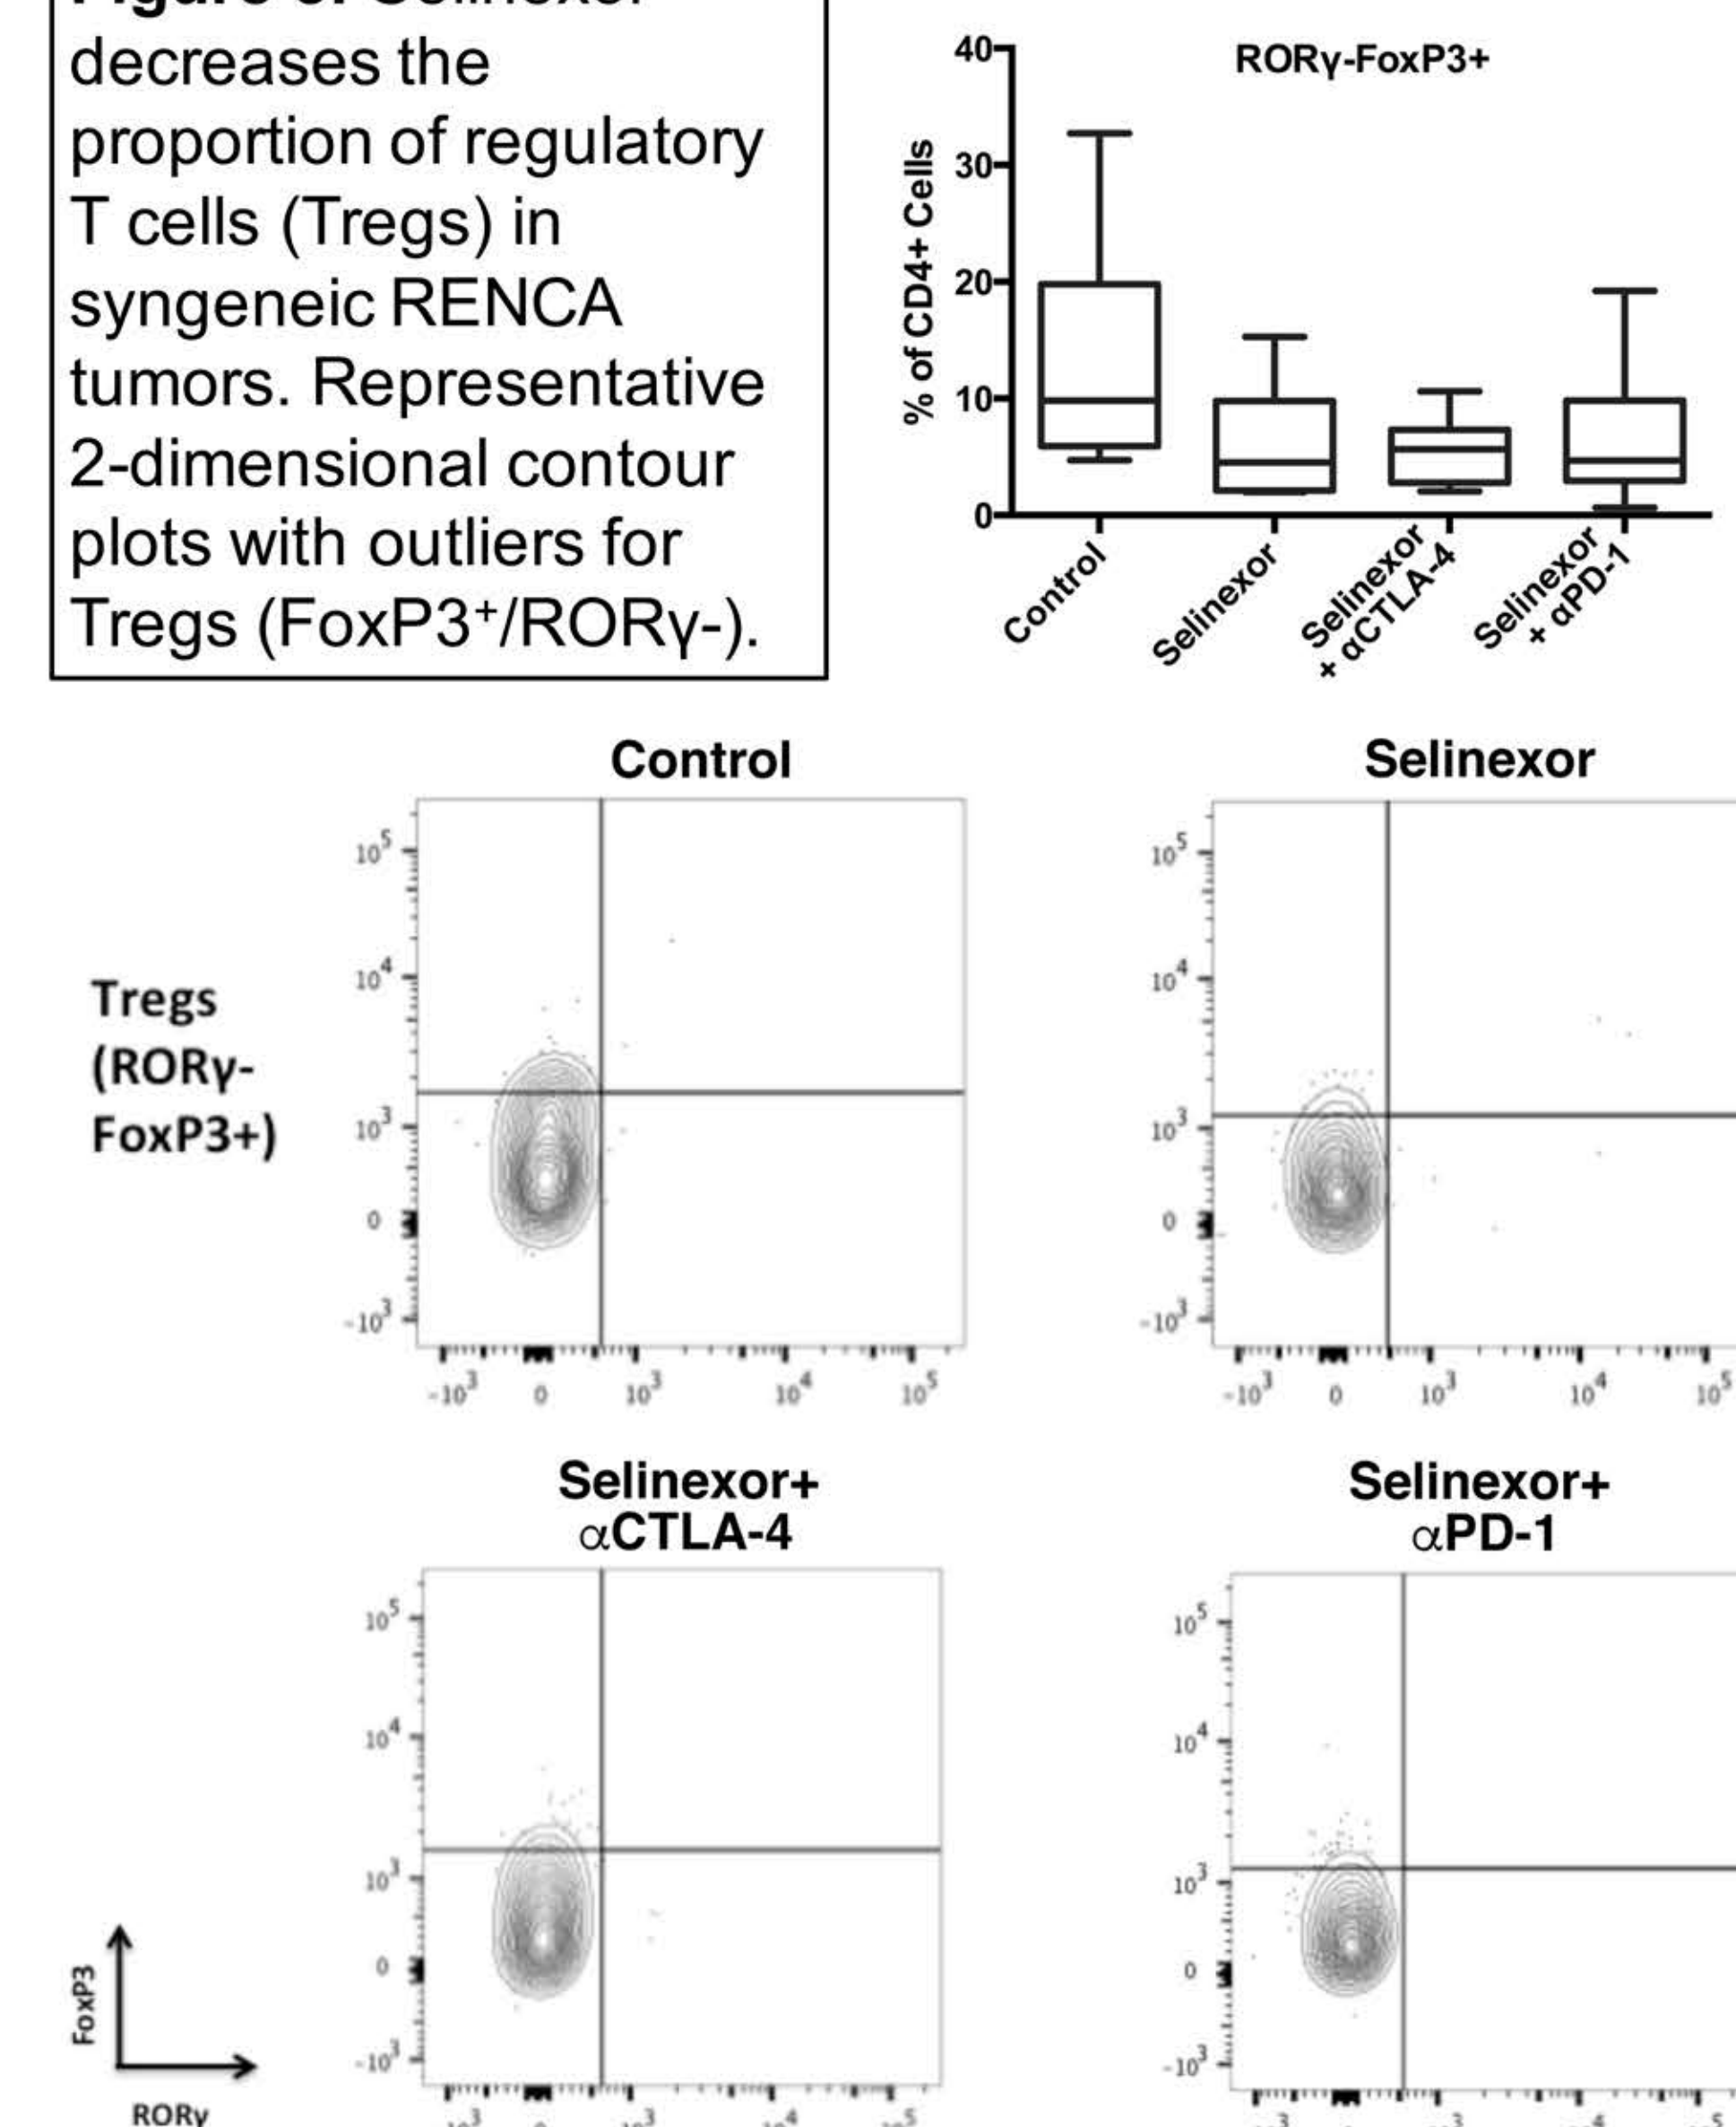 decreases the
proportion of regulatory
T cells (Tregs) in
syngeneic RENCA
tumors. Representative
2-dimensional contour
plots with outliers for
Tregs (FoxP3⁺/RORγ-).
RORγ-FoxP3+
% of CD4+ Cells
40
30
20
10
0
Control
Selinexor
Selinexor
+ αCTLA-4
Selinexor
+ αPD-1
Control
Selinexor
Tregs
(RORγ-
FoxP3+)
10⁵
10⁴
10³
0
-10³
-10³ 0 10³ 10⁴ 10⁵
10⁵
10⁴
10³
0
-10³
-10³ 0 10³ 10⁴ 10⁵
Selinexor+
αCTLA-4
Selinexor+
αPD-1
10⁵
10⁴
10³
0
-10³
10⁵
10⁴
10³
0
-10³
FoxP3
RORγ